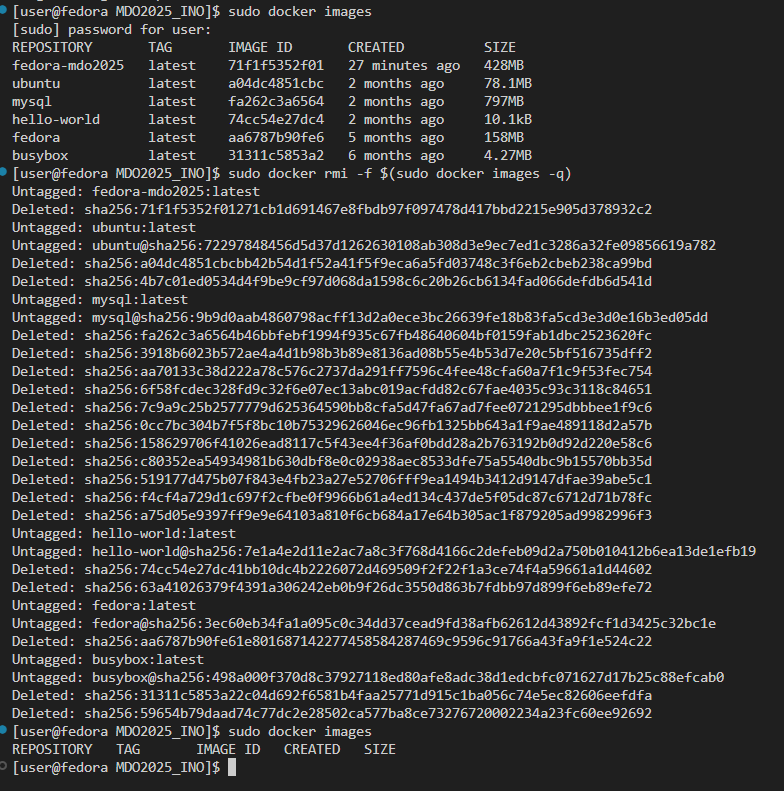 [user@fedora MDO2025_INO]$ sudo docker images
[sudo] password for user:
REPOSITORY TAG IMAGE ID CREATED SIZE
fedora-mdo2025 latest 71f1f5352f01 27 minutes ago 428MB
ubuntu latest a04dc4851cbc 2 months ago 78.1MB
mysql latest fa262c3a6564 2 months ago 797MB
hello-world latest 74cc54e27dc4 2 months ago 10.1kB
fedora latest aa6787b90fe6 5 months ago 158MB
busybox latest 31311c5853a2 6 months ago 4.27MB
[user@fedora MDO2025_INO]$ sudo docker rmi -f $(sudo docker images -q)
Untagged: fedora-mdo2025:latest
Deleted: sha256:71f1f5352f01271cb1d691467e8fbdb97f097478d417bbd2215e905d378932c2
Untagged: ubuntu:latest
Untagged: ubuntu@sha256:72297848456d5d37d1262630108ab308d3e9ec7ed1c3286a32fe09856619a782
Deleted: sha256:a04dc4851cbcbb42b54d1f52a41f5f9eca6a5fd03748c3f6eb2cbeb238ca99bd
Deleted: sha256:4b7c01ed0534d4f9be9cf97d068da1598c6c20b26cb6134fad066defdb6d541d
Untagged: mysql:latest
Untagged: mysql@sha256:9b9d0aab4860798acff13d2a0ece3bc26639fe18b83fa5cd3e3d0e16b3ed05dd
Deleted: sha256:fa262c3a6564b46bbfebf1994f935c67fb48640604bf0159fab1dbc2523620fc
Deleted: sha256:3918b6023b572ae4a4d1b98b3b89e8136ad08b55e4b53d7e20c5bf516735dff2
Deleted: sha256:aa70133c38d222a78c576c2737da291ff7596c4fee48cfa60a7f1c9f53fec754
Deleted: sha256:6f58fcdec328fd9c32f6e07ec13abc019acfdd82c67fae4035c93c3118c84651
Deleted: sha256:7c9a9c25b2577779d625364590bb8cfa5d47fa67ad7fee0721295dbbbee1f9c6
Deleted: sha256:0cc7bc304b7f5f8bc10b75329626046ec96fb1325bb643a1f9ae489118d2a57b
Deleted: sha256:158629706f41026ead8117c5f43ee4f36af0bdd28a2b763192b0d92d220e58c6
Deleted: sha256:c80352ea54934981b630dbf8e0c02938aec8533dfe75a5540dbc9b15570bb35d
Deleted: sha256:519177d475b07f843e4fb23a27e52706fff9ea1494b3412d9147dfae39abe5c1
Deleted: sha256:f4cf4a729d1c697f2cfbe0f9966b61a4ed134c437de5f05dc87c6712d71b78fc
Deleted: sha256:a75d05e9397ff9e9e64103a810f6cb684a17e64b305ac1f879205ad9982996f3
Untagged: hello-world:latest
Untagged: hello-world@sha256:7e1a4e2d11e2ac7a8c3f768d4166c2defeb09d2a750b010412b6ea13de1efb19
Deleted: sha256:74cc54e27dc41bb10dc4b2226072d469509f2f22f1a3ce74f4a59661a1d44602
Deleted: sha256:63a41026379f4391a306242eb0b9f26dc3550d863b7fdbb97d899f6eb89efe72
Untagged: fedora:latest
Untagged: fedora@sha256:3ec60eb34fa1a095c0c34dd37cead9fd38afb62612d43892fcf1d3425c32bc1e
Deleted: sha256:aa6787b90fe61e801687142277458584287469c9596c91766a43fa9f1e524c22
Untagged: busybox:latest
Untagged: busybox@sha256:498a000f370d8c37927118ed80afe8adc38d1edcbfc071627d17b25c88efcab0
Deleted: sha256:31311c5853a22c04d692f6581b4faa25771d915c1ba056c74e5ec82606eefdfa
Deleted: sha256:59654b79daad74c77dc2e28502ca577ba8ce73276720002234a23fc60ee92692
[user@fedora MDO2025_INO]$ sudo docker images
REPOSITORY TAG IMAGE ID CREATED SIZE
[user@fedora MDO2025_INO]$